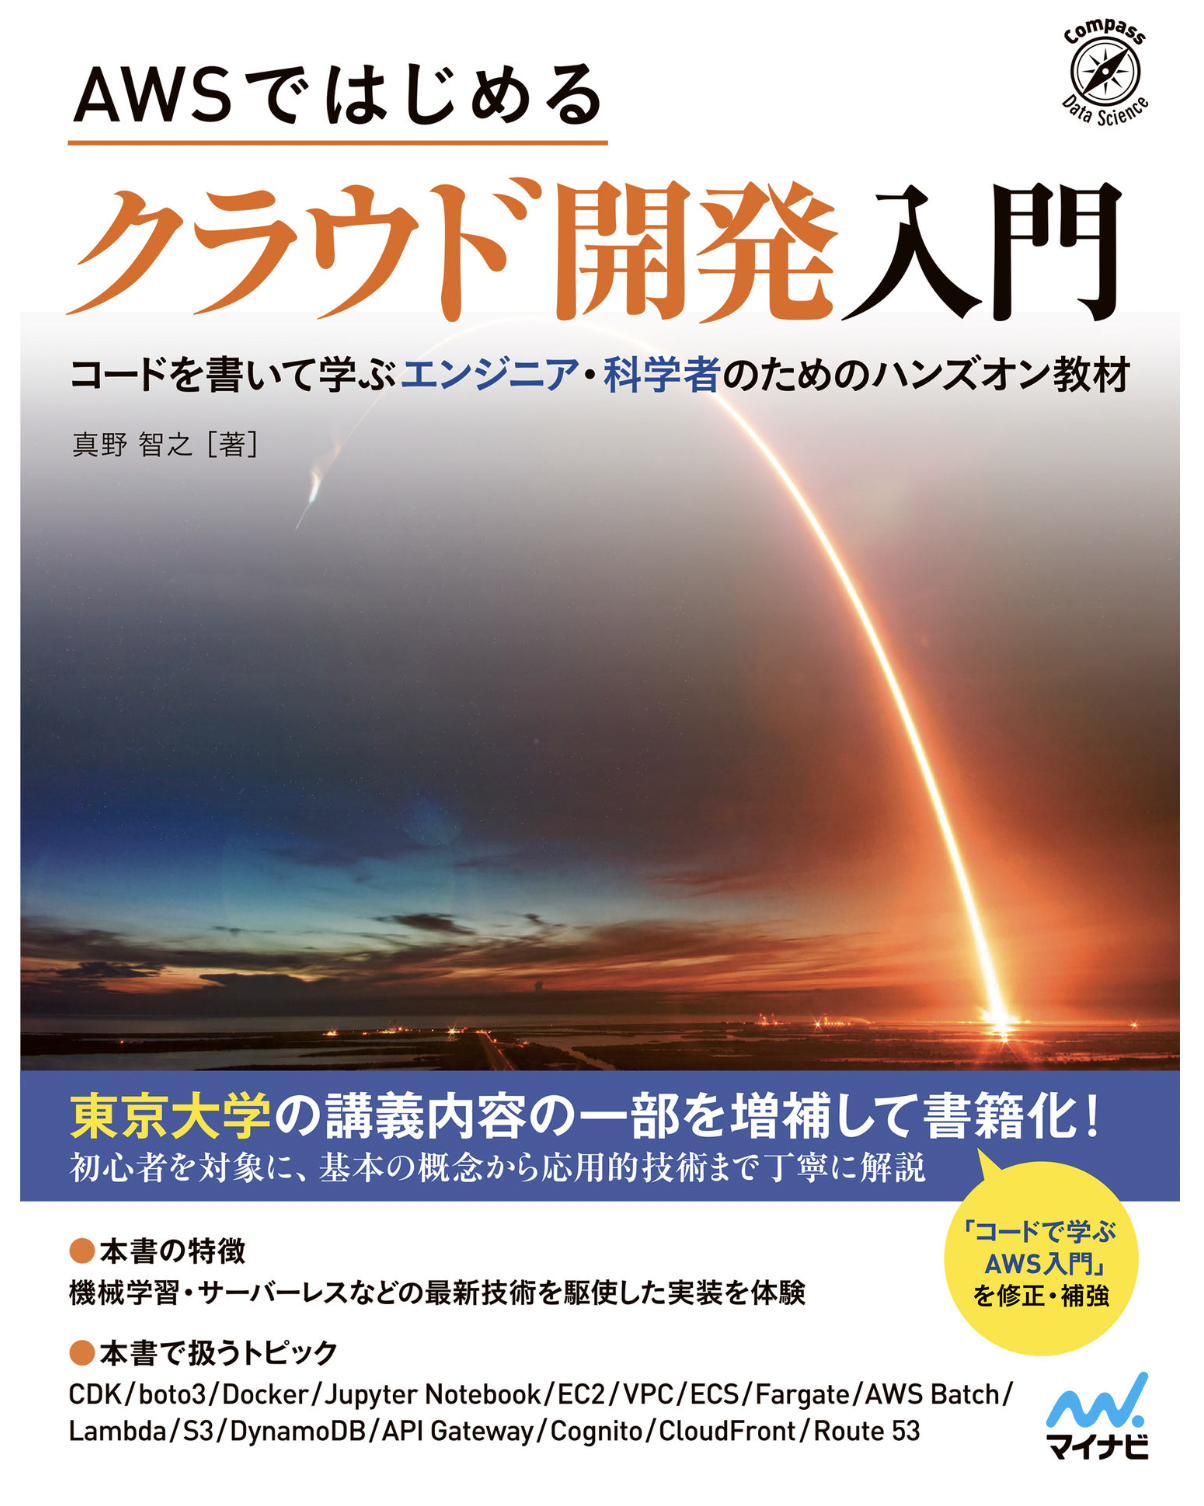 Compass
Data Science
AWSではじめる
クラウド開発入門
コードを書いて学ぶエンジニア・科学者のためのハンズオン教材
真野 智之 [著]
東京大学の講義内容の一部を増補して書籍化!
初心者を対象に、基本の概念から応用的技術まで丁寧に解説
「コードで学ぶ
AWS入門」
を修正・補強
●本書の特徴
機械学習・サーバーレスなどの最新技術を駆使した実装を体験
●本書で扱うトピック
CDK/boto3/Docker/Jupyter Notebook/EC2/VPC/ECS/Fargate/AWS Batch/
Lambda/S3/DynamoDB/API Gateway/Cognito/CloudFront/Route 53
マイナビ